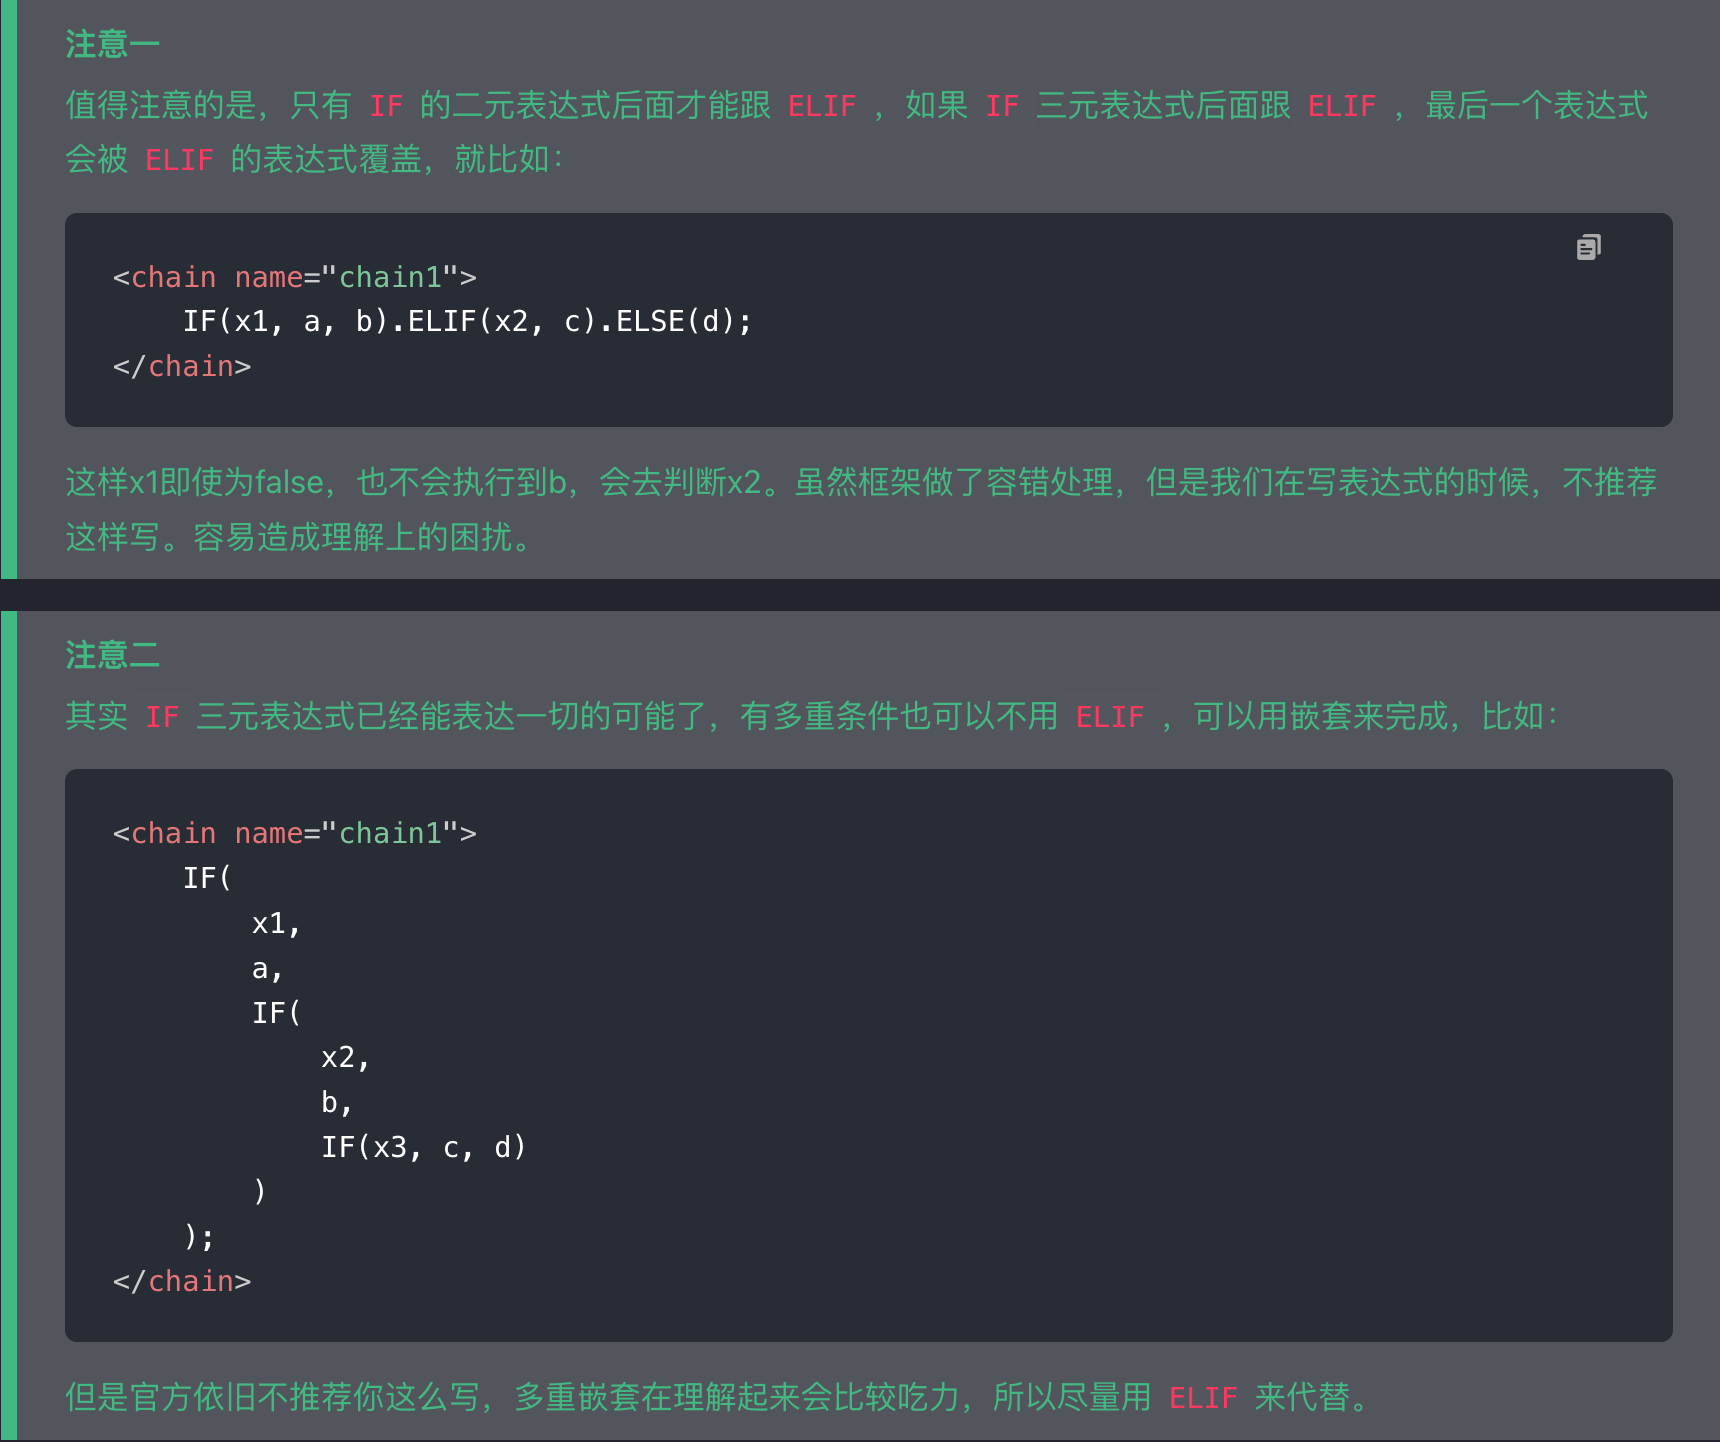 注意一
值得注意的是，只有 IF 的二元表达式后面才能跟 ELIF ，如果 IF 三元表达式后面跟 ELIF ，最后一个表达式
会被 ELIF 的表达式覆盖，就比如：
<chain name="chain1">
    IF(x1, a, b).ELIF(x2, c).ELSE(d);
</chain>
这样x1即使为false，也不会执行到b，会去判断x2。虽然框架做了容错处理，但是我们在写表达式的时候，不推荐
这样写。容易造成理解上的困扰。
注意二
其实 IF 三元表达式已经能表达一切的可能了，有多重条件也可以不用 ELIF ，可以用嵌套来完成，比如：
<chain name="chain1">
    IF(
        x1,
        a,
        IF(
            x2,
            b,
            IF(x3, c, d)
        )
    );
</chain>
但是官方依旧不推荐你这么写，多重嵌套在理解起来会比较吃力，所以尽量用 ELIF 来代替。